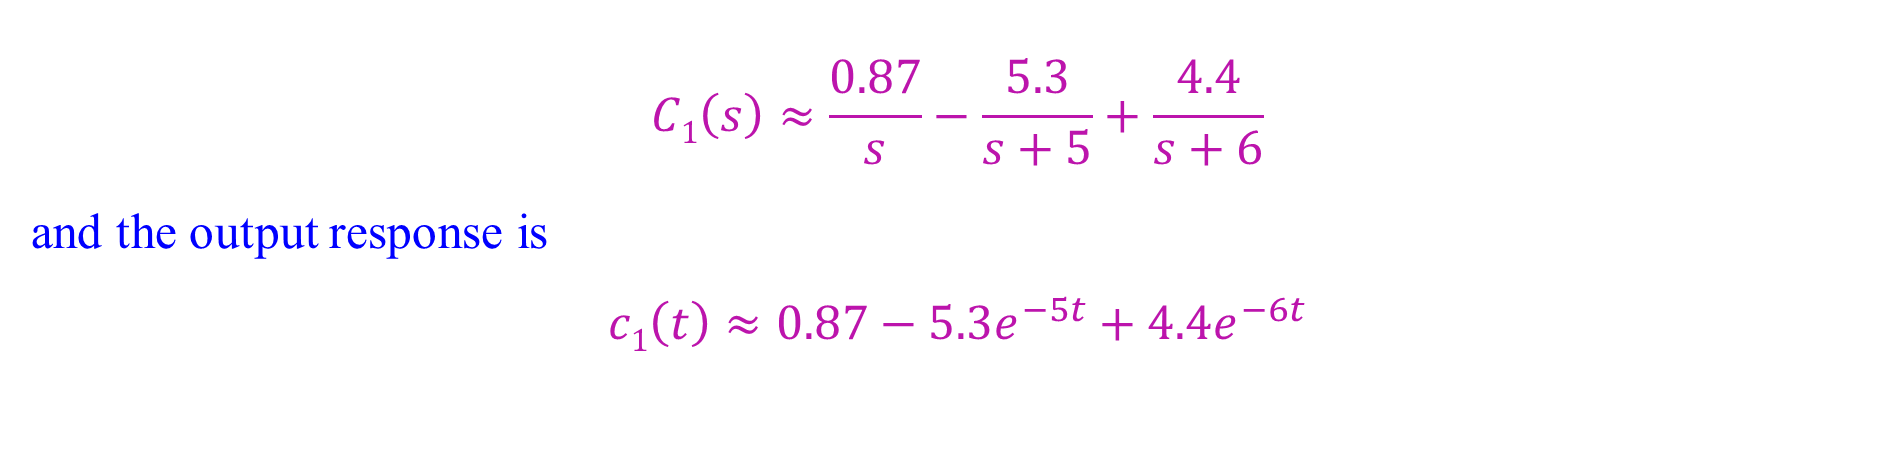 C₁(s) ≈ 0.87/s − 5.3/(s + 5) + 4.4/(s + 6)
and the output response is
c₁(t) ≈ 0.87 − 5.3e⁻⁵ᵗ + 4.4e⁻⁶ᵗ